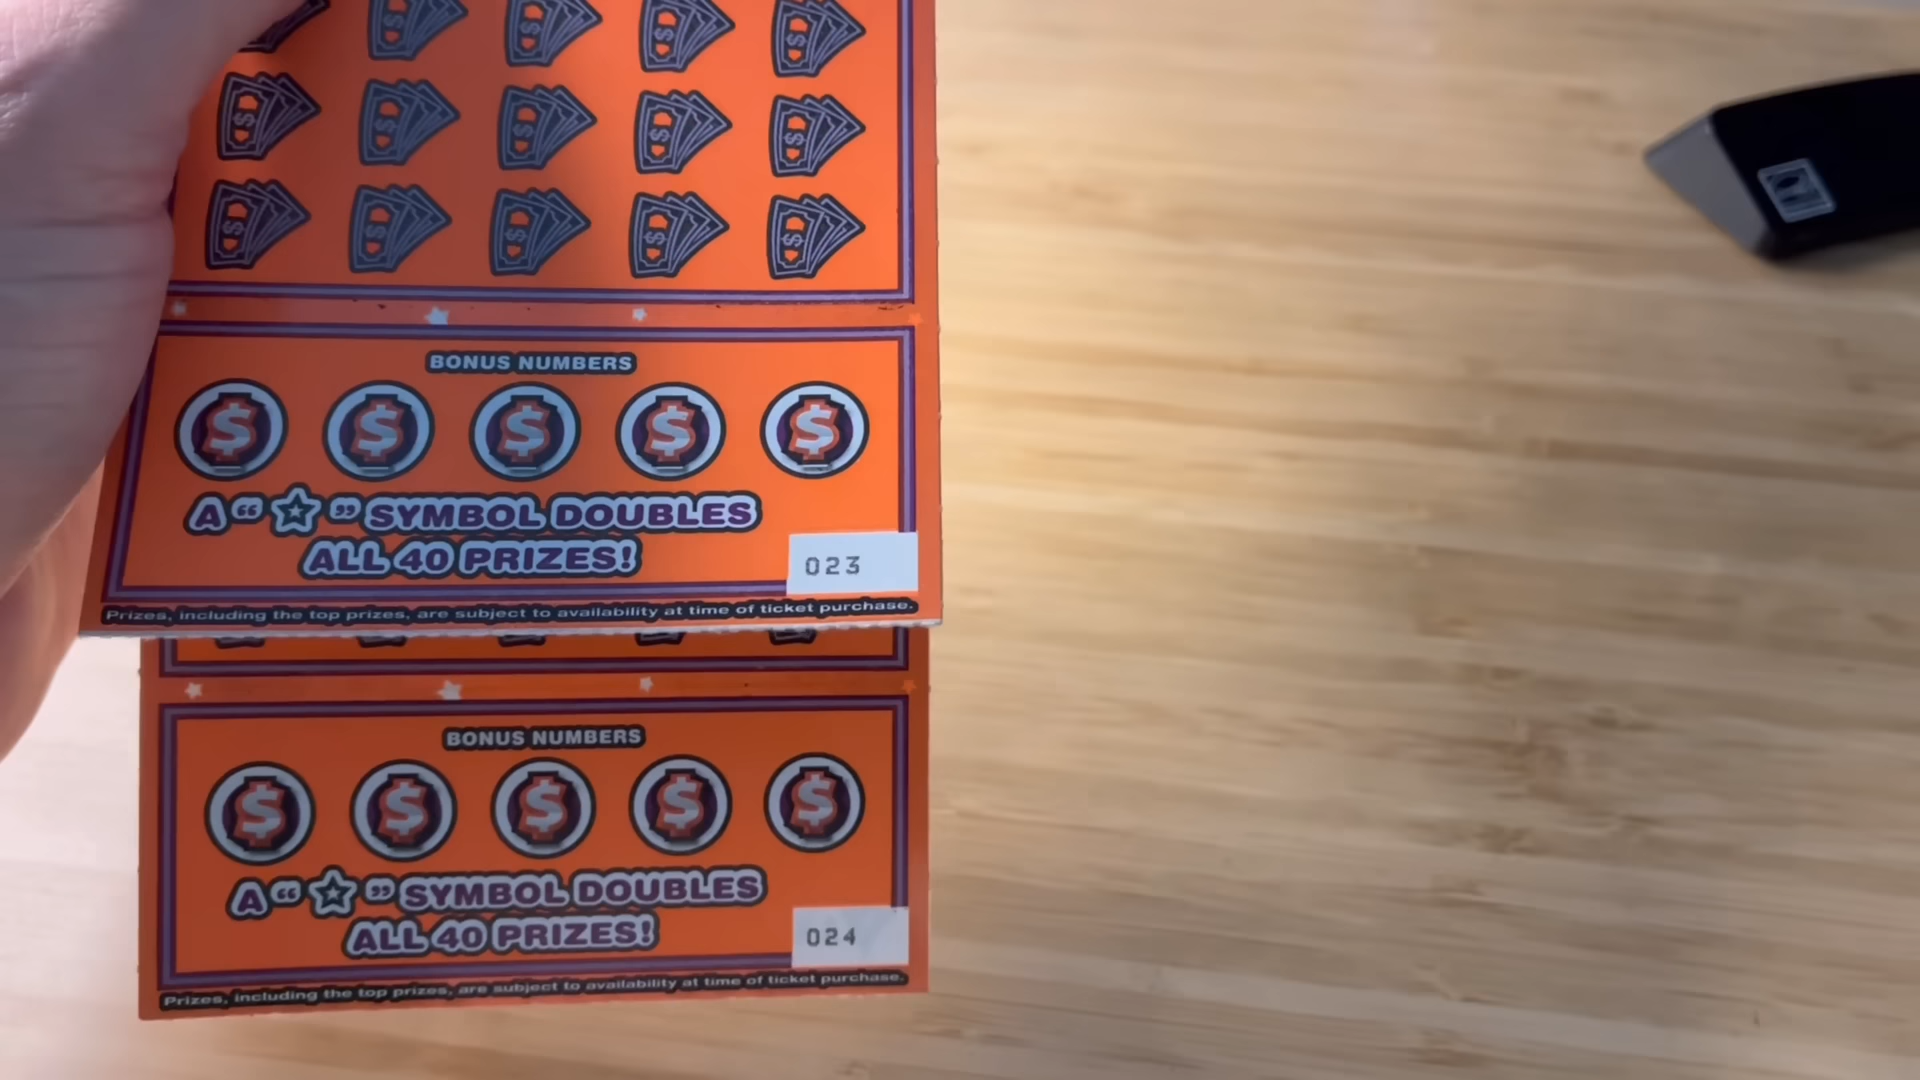 BONUS NUMBERS
$ $ $ $ $
A “☆” SYMBOL DOUBLES
ALL 40 PRIZES!
023
Prizes, including the top prizes, are subject to availability at time of ticket purchase.
BONUS NUMBERS
$ $ $ $ $
A “☆” SYMBOL DOUBLES
ALL 40 PRIZES!
024
Prizes, including the top prizes, are subject to availability at time of ticket purchase.